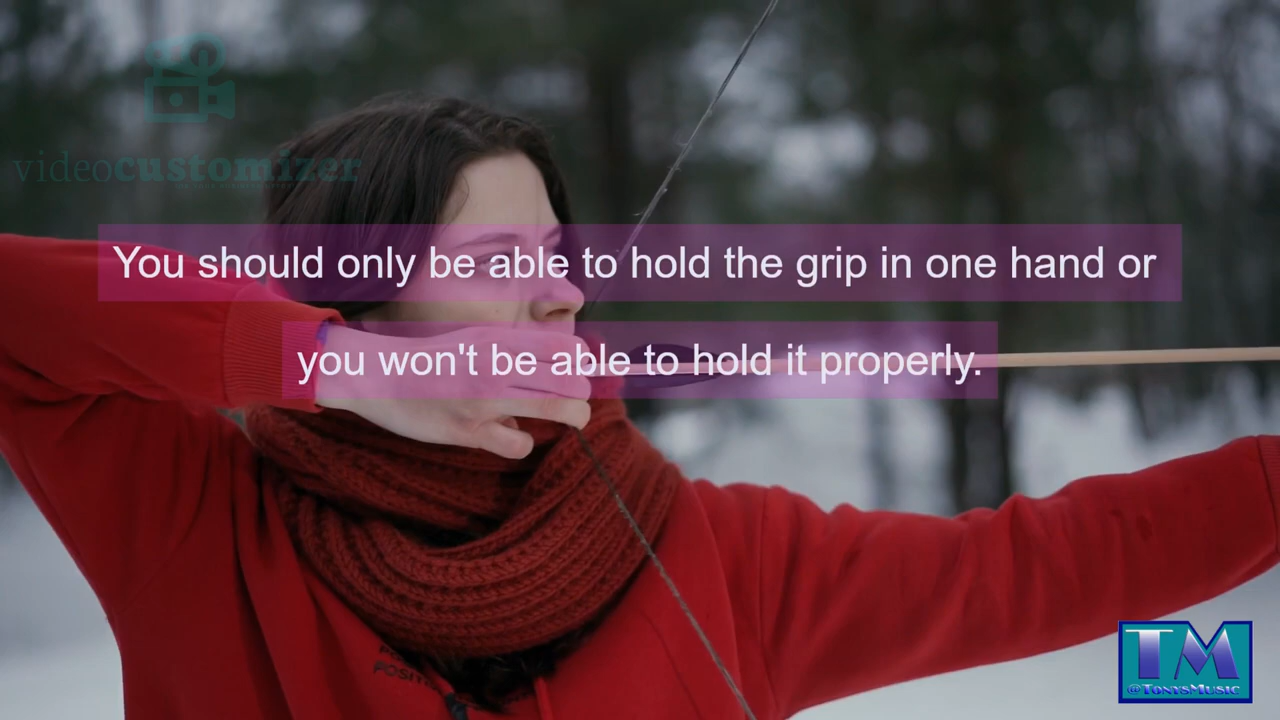 videocustomizer
You should only be able to hold the grip in one hand or
you won't be able to hold it properly.
TM
@TonysMusic